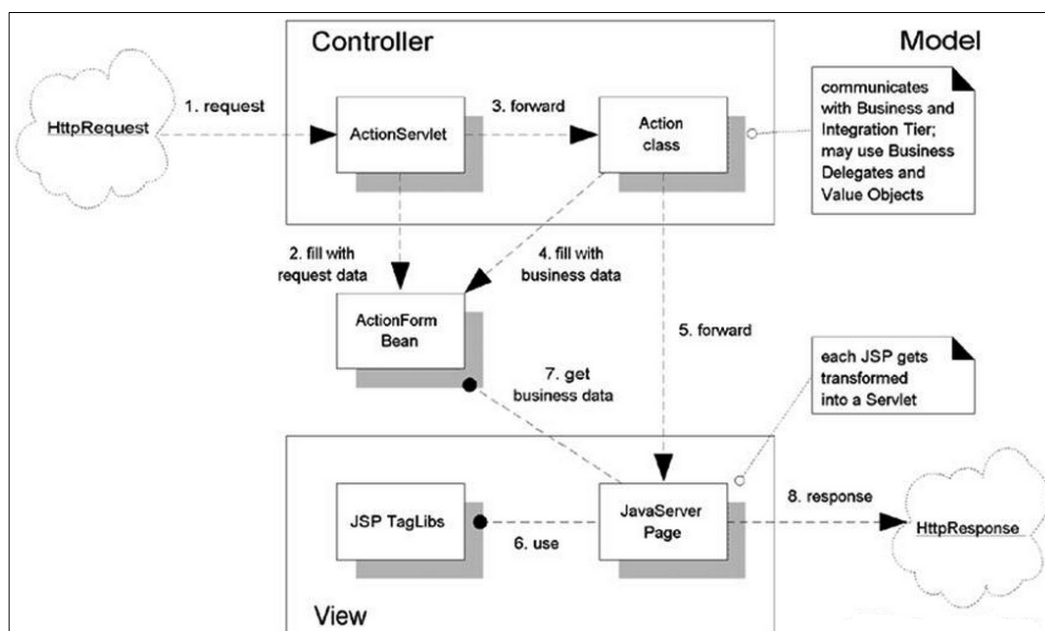 Controller
Model
HttpRequest
1. request
ActionServlet
3. forward
Action
class
communicates
with Business and
Integration Tier;
may use Business
Delegates and
Value Objects
2. fill with
request data
4. fill with
business data
ActionForm
Bean
5. forward
7. get
business data
each JSP gets
transformed
into a Servlet
JSP TagLibs
6. use
JavaServer
Page
8. response
HttpResponse
View